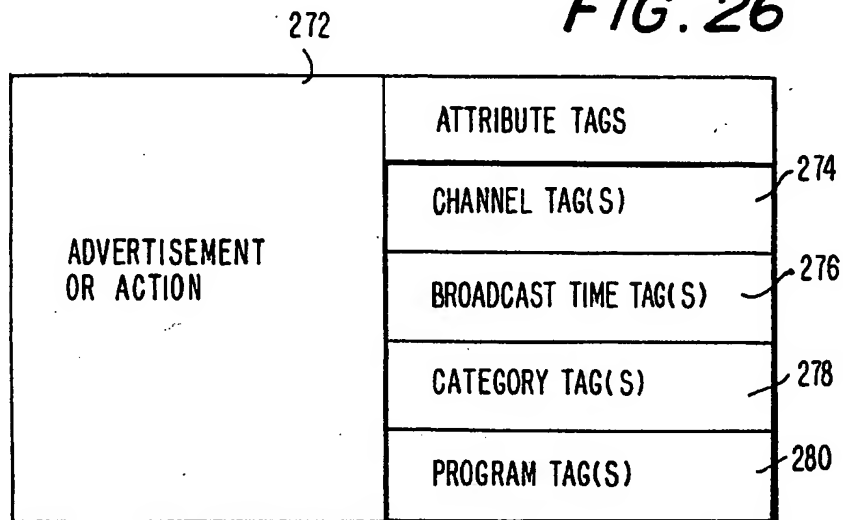 FIG. 26
272
ATTRIBUTE TAGS
CHANNEL TAG(S)
274
ADVERTISEMENT
OR ACTION
BROADCAST TIME TAG(S)
276
CATEGORY TAG(S)
278
PROGRAM TAG(S)
280